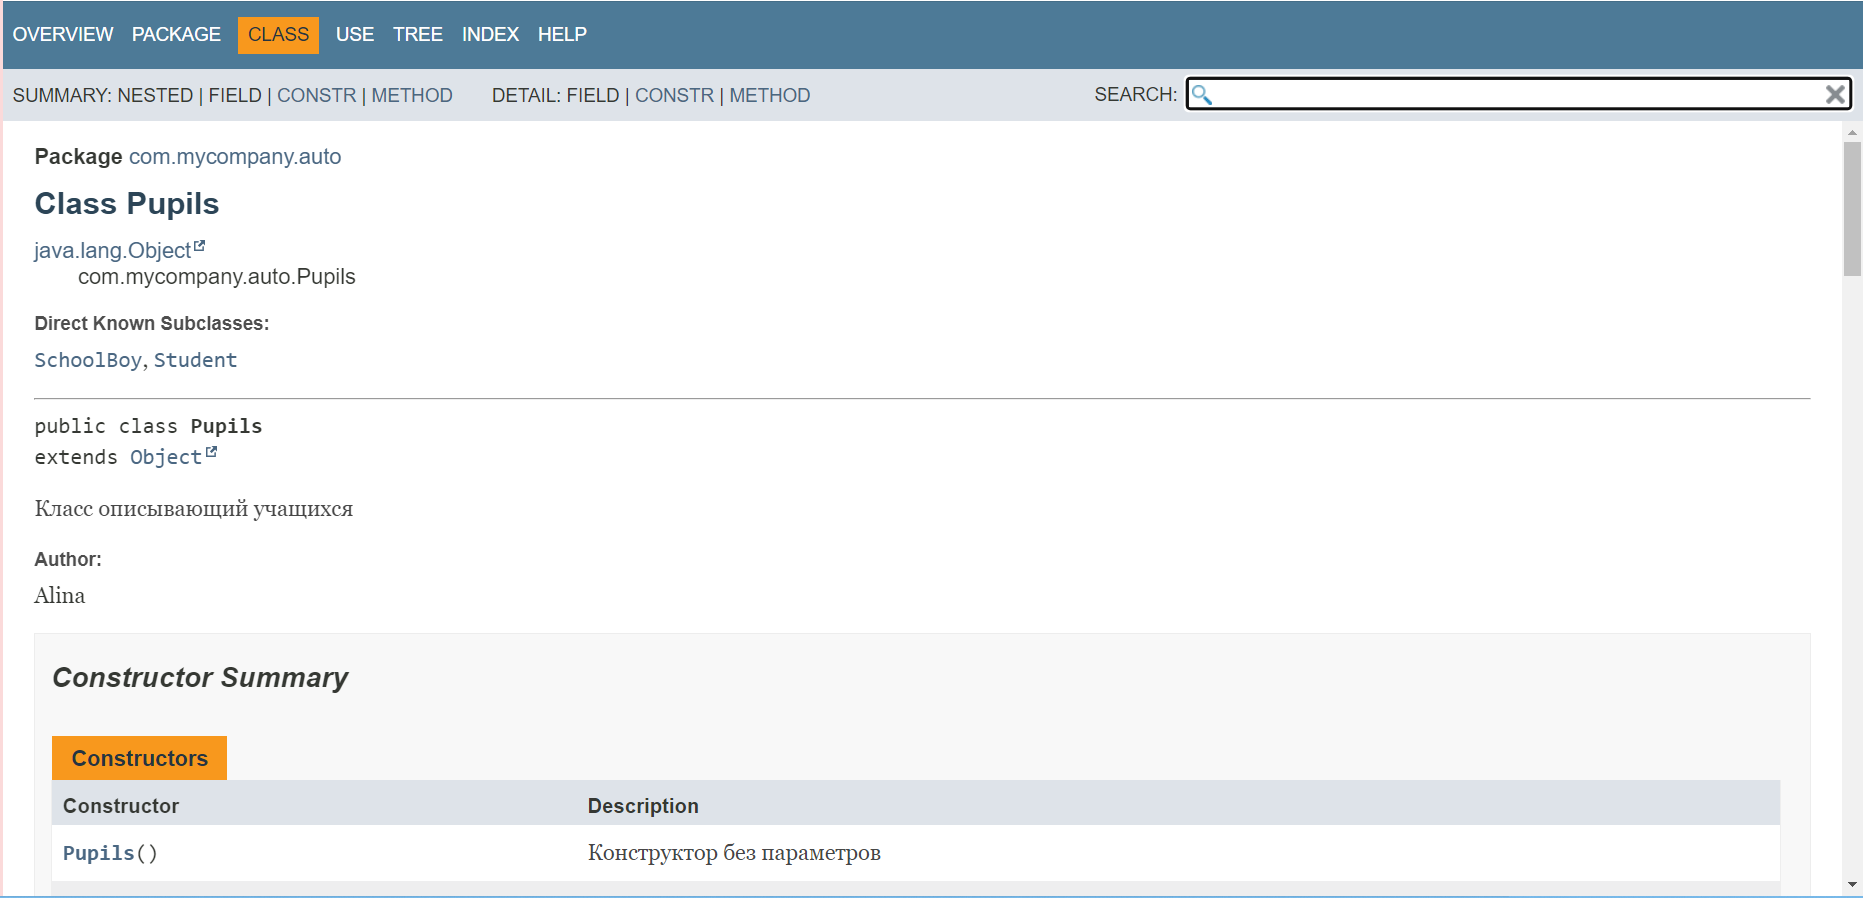 OVERVIEW PACKAGE CLASS USE TREE INDEX HELP
SUMMARY: NESTED | FIELD | CONSTR | METHOD DETAIL: FIELD | CONSTR | METHOD SEARCH:
Package com.mycompany.auto
Class Pupils
java.lang.Object
com.mycompany.auto.Pupils
Direct Known Subclasses:
SchoolBoy, Student
public class Pupils
extends Object
Класс описывающий учащихся
Author:
Alina
Constructor Summary
Constructors
Constructor Description
Pupils() Конструктор без параметров